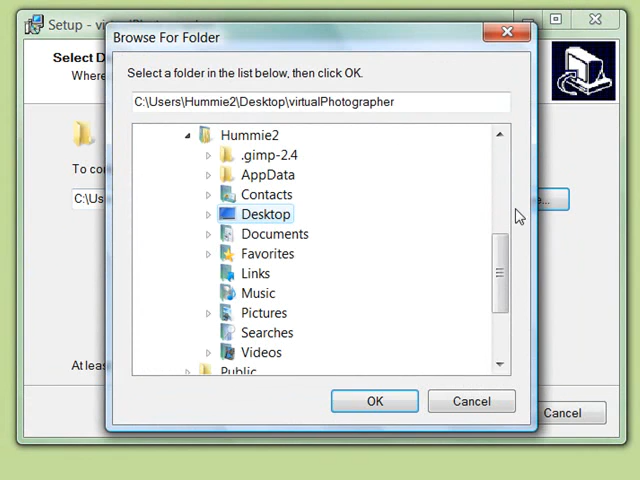 Setup - virtualPhotographer
Browse For Folder
Select D
Where
Select a folder in the list below, then click OK.
C:\Users\Hummie2\Desktop\virtualPhotographer
Hummie2
.gimp-2.4
To co
AppData
Contacts
C:\Us
e...
Desktop
Documents
Favorites
Links
Music
Pictures
Searches
Videos
At leas
Public
OK
Cancel
Cancel